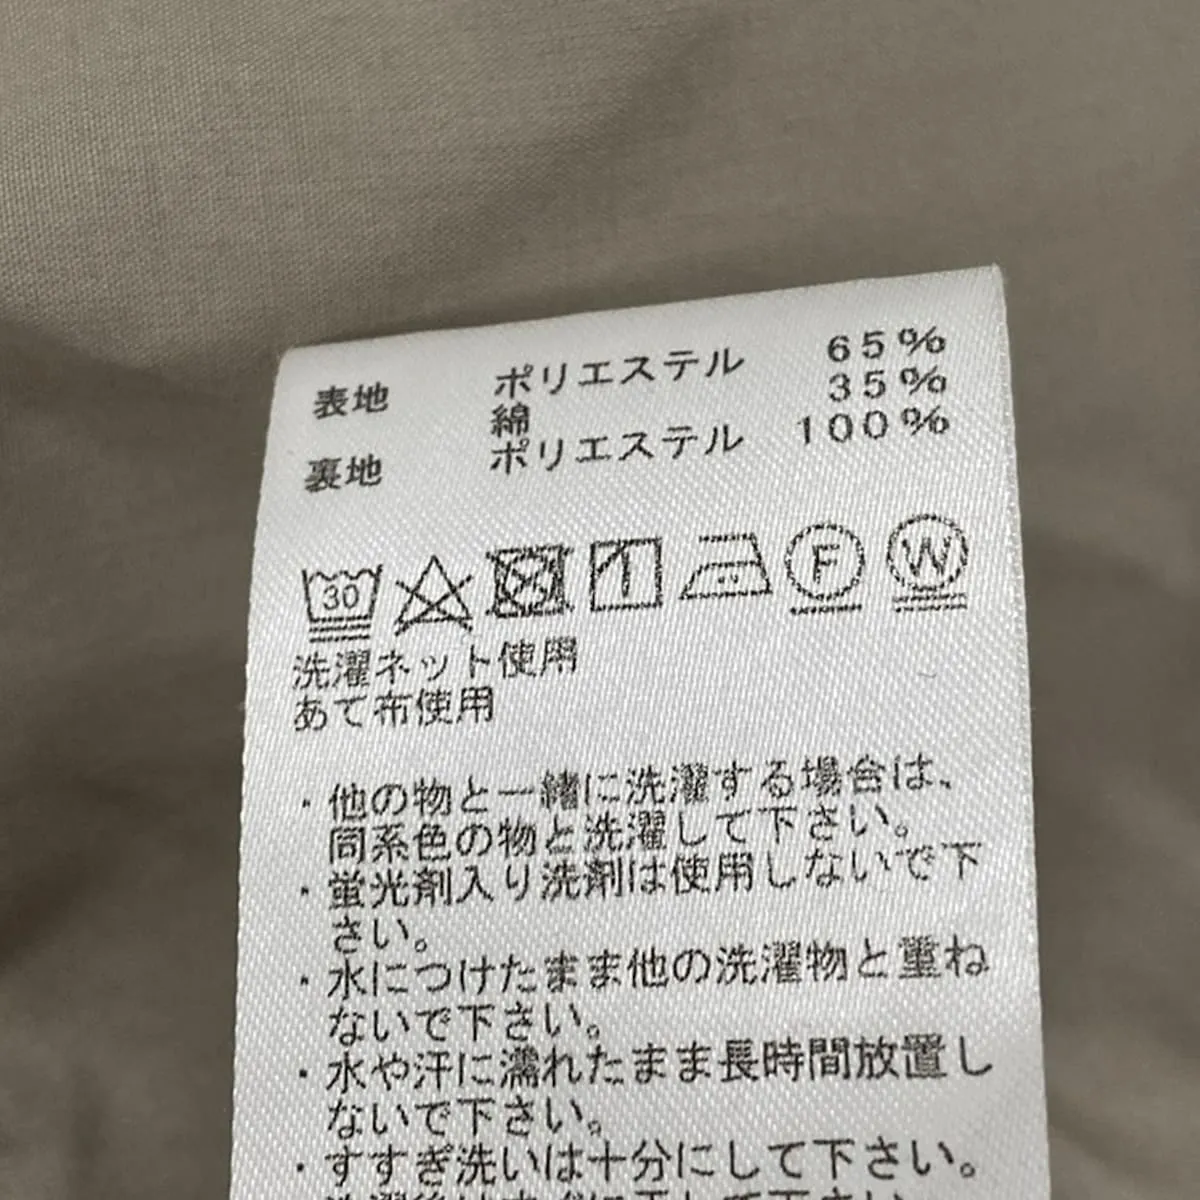 表地 ポリエステル 65%
綿 35%
裏地 ポリエステル 100%
30 F W
洗濯ネット使用
あて布使用
・他の物と一緒に洗濯する場合は、
同系色の物と洗濯して下さい。
・蛍光剤入り洗剤は使用しないで下
さい。
・水につけたまま他の洗濯物と重ね
ないで下さい。
・水や汗に濡れたまま長時間放置し
ないで下さい。
・すすぎ洗いは十分にして下さい。